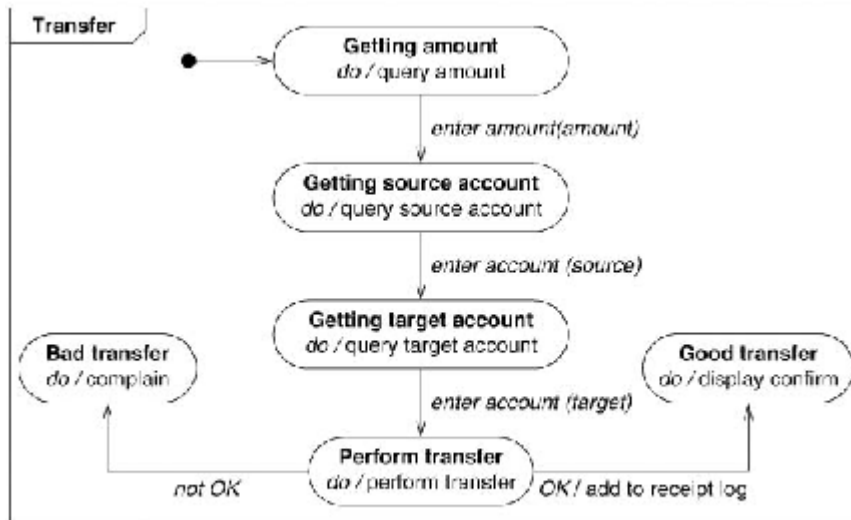 Transfer
Getting amount
do / query amount
enter amount(amount)
Getting source account
do / query source account
enter account (source)
Getting target account
do / query target account
Bad transfer
do / complain
Good transfer
do / display confirm
enter account (target)
Perform transfer
do / perform transfer
not OK
OK / add to receipt log